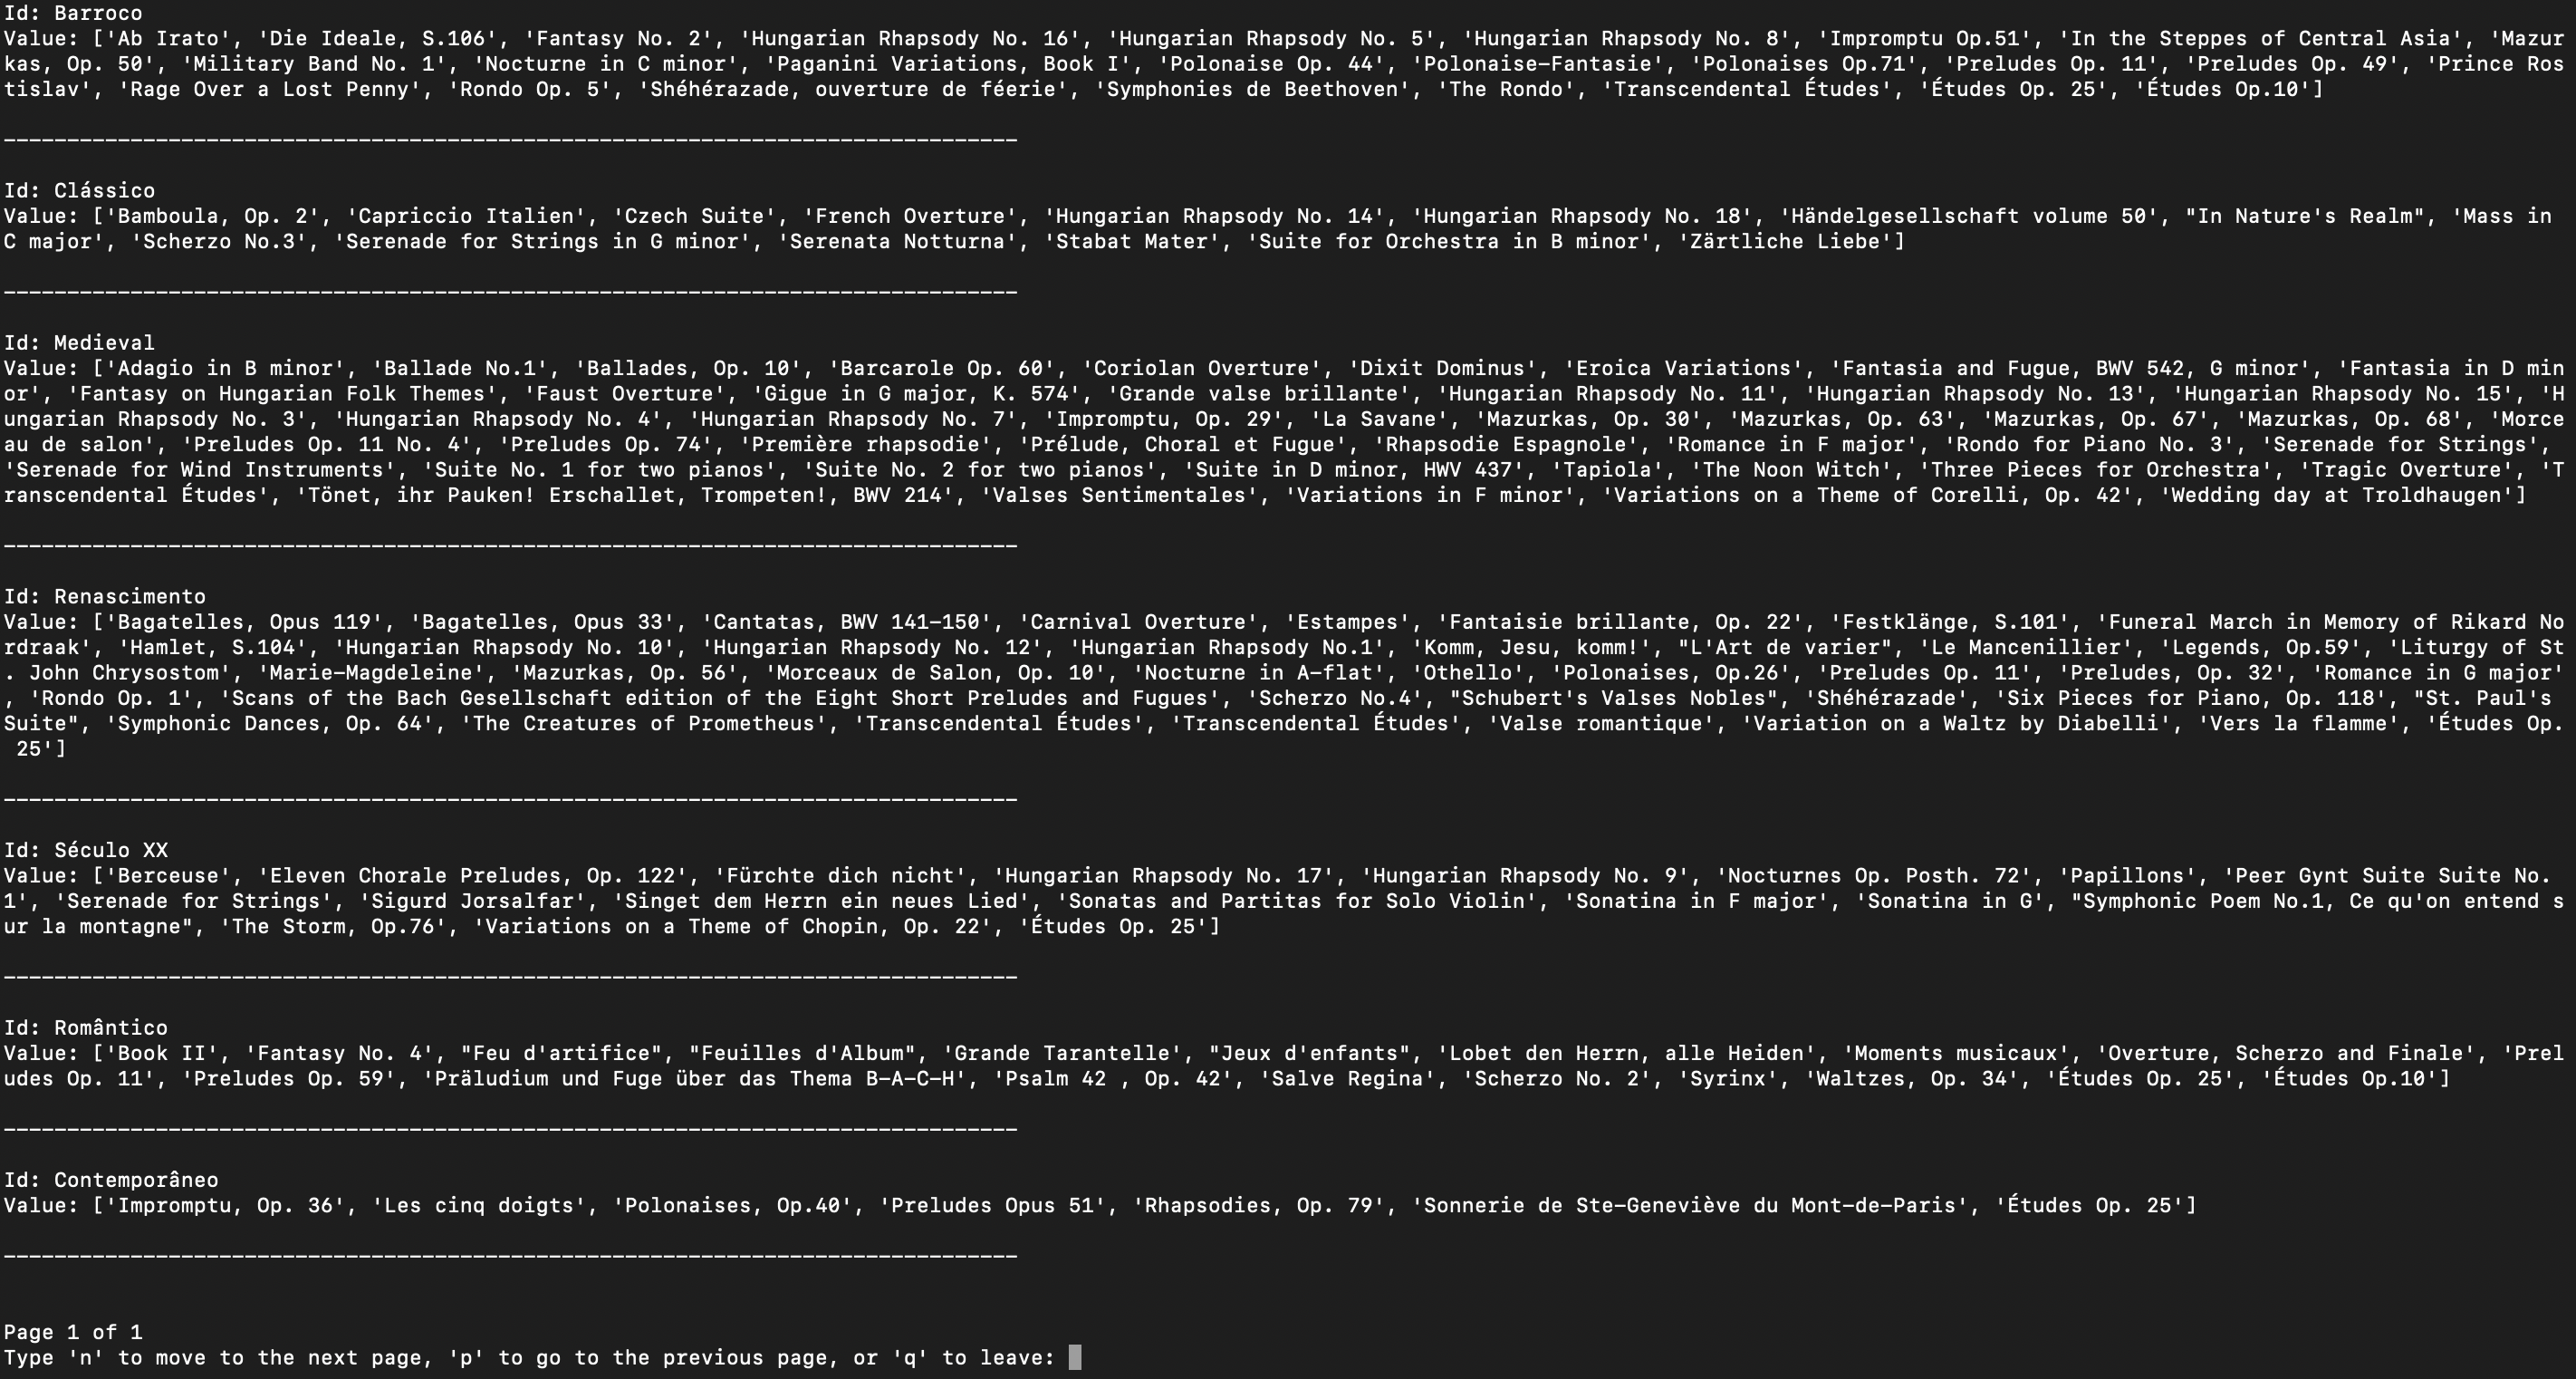 Id: Barroco
Value: ['Ab Irato', 'Die Ideale, S.106', 'Fantasy No. 2', 'Hungarian Rhapsody No. 16', 'Hungarian Rhapsody No. 5', 'Hungarian Rhapsody No. 8', 'Impromptu Op.51', 'In the Steppes of Central Asia', 'Mazur
kas, Op. 50', 'Military Band No. 1', 'Nocturne in C minor', 'Paganini Variations, Book I', 'Polonaise Op. 44', 'Polonaise-Fantasie', 'Polonaises Op.71', 'Preludes Op. 11', 'Preludes Op. 49', 'Prince Ros
tislav', 'Rage Over a Lost Penny', 'Rondo Op. 5', 'Shéhérazade, ouverture de féerie', 'Symphonies de Beethoven', 'The Rondo', 'Transcendental Études', 'Études Op. 25', 'Études Op.10']
--------------------------------------------------------------------------------
Id: Clássico
Value: ['Bamboula, Op. 2', 'Capriccio Italien', 'Czech Suite', 'French Overture', 'Hungarian Rhapsody No. 14', 'Hungarian Rhapsody No. 18', 'Händelgesellschaft volume 50', "In Nature's Realm", 'Mass in
C major', 'Scherzo No.3', 'Serenade for Strings in G minor', 'Serenata Notturna', 'Stabat Mater', 'Suite for Orchestra in B minor', 'Zärtliche Liebe']
--------------------------------------------------------------------------------
Id: Medieval
Value: ['Adagio in B minor', 'Ballade No.1', 'Ballades, Op. 10', 'Barcarole Op. 60', 'Coriolan Overture', 'Dixit Dominus', 'Eroica Variations', 'Fantasia and Fugue, BWV 542, G minor', 'Fantasia in D min
or', 'Fantasy on Hungarian Folk Themes', 'Faust Overture', 'Gigue in G major, K. 574', 'Grande valse brillante', 'Hungarian Rhapsody No. 11', 'Hungarian Rhapsody No. 13', 'Hungarian Rhapsody No. 15', 'H
ungarian Rhapsody No. 3', 'Hungarian Rhapsody No. 4', 'Hungarian Rhapsody No. 7', 'Impromptu, Op. 29', 'La Savane', 'Mazurkas, Op. 30', 'Mazurkas, Op. 63', 'Mazurkas, Op. 67', 'Mazurkas, Op. 68', 'Morce
au de salon', 'Preludes Op. 11 No. 4', 'Preludes Op. 74', 'Première rhapsodie', 'Prélude, Choral et Fugue', 'Rhapsodie Espagnole', 'Romance in F major', 'Rondo for Piano No. 3', 'Serenade for Strings',
'Serenade for Wind Instruments', 'Suite No. 1 for two pianos', 'Suite No. 2 for two pianos', 'Suite in D minor, HWV 437', 'Tapiola', 'The Noon Witch', 'Three Pieces for Orchestra', 'Tragic Overture', 'T
ranscendental Études', 'Tönet, ihr Pauken! Erschallet, Trompeten!, BWV 214', 'Valses Sentimentales', 'Variations in F minor', 'Variations on a Theme of Corelli, Op. 42', 'Wedding day at Troldhaugen']
--------------------------------------------------------------------------------
Id: Renascimento
Value: ['Bagatelles, Opus 119', 'Bagatelles, Opus 33', 'Cantatas, BWV 141-150', 'Carnival Overture', 'Estampes', 'Fantaisie brillante, Op. 22', 'Festklänge, S.101', 'Funeral March in Memory of Rikard No
rdraak', 'Hamlet, S.104', 'Hungarian Rhapsody No. 10', 'Hungarian Rhapsody No. 12', 'Hungarian Rhapsody No.1', 'Komm, Jesu, komm!', "L'Art de varier", 'Le Mancenillier', 'Legends, Op.59', 'Liturgy of St
. John Chrysostom', 'Marie-Magdeleine', 'Mazurkas, Op. 56', 'Morceaux de Salon, Op. 10', 'Nocturne in A-flat', 'Othello', 'Polonaises, Op.26', 'Preludes Op. 11', 'Preludes, Op. 32', 'Romance in G major'
, 'Rondo Op. 1', 'Scans of the Bach Gesellschaft edition of the Eight Short Preludes and Fugues', 'Scherzo No.4', "Schubert's Valses Nobles", 'Shéhérazade', 'Six Pieces for Piano, Op. 118', "St. Paul's
Suite", 'Symphonic Dances, Op. 64', 'The Creatures of Prometheus', 'Transcendental Études', 'Transcendental Études', 'Valse romantique', 'Variation on a Waltz by Diabelli', 'Vers la flamme', 'Études Op.
 25']
--------------------------------------------------------------------------------
Id: Século XX
Value: ['Berceuse', 'Eleven Chorale Preludes, Op. 122', 'Fürchte dich nicht', 'Hungarian Rhapsody No. 17', 'Hungarian Rhapsody No. 9', 'Nocturnes Op. Posth. 72', 'Papillons', 'Peer Gynt Suite Suite No.
1', 'Serenade for Strings', 'Sigurd Jorsalfar', 'Singet dem Herrn ein neues Lied', 'Sonatas and Partitas for Solo Violin', 'Sonatina in F major', 'Sonatina in G', "Symphonic Poem No.1, Ce qu'on entend s
ur la montagne", 'The Storm, Op.76', 'Variations on a Theme of Chopin, Op. 22', 'Études Op. 25']
--------------------------------------------------------------------------------
Id: Romântico
Value: ['Book II', 'Fantasy No. 4', "Feu d'artifice", "Feuilles d'Album", 'Grande Tarantelle', "Jeux d'enfants", 'Lobet den Herrn, alle Heiden', 'Moments musicaux', 'Overture, Scherzo and Finale', 'Prel
udes Op. 11', 'Preludes Op. 59', 'Präludium und Fuge über das Thema B-A-C-H', 'Psalm 42 , Op. 42', 'Salve Regina', 'Scherzo No. 2', 'Syrinx', 'Waltzes, Op. 34', 'Études Op. 25', 'Études Op.10']
--------------------------------------------------------------------------------
Id: Contemporâneo
Value: ['Impromptu, Op. 36', 'Les cinq doigts', 'Polonaises, Op.40', 'Preludes Opus 51', 'Rhapsodies, Op. 79', 'Sonnerie de Ste-Geneviève du Mont-de-Paris', 'Études Op. 25']
--------------------------------------------------------------------------------
Page 1 of 1
Type 'n' to move to the next page, 'p' to go to the previous page, or 'q' to leave: